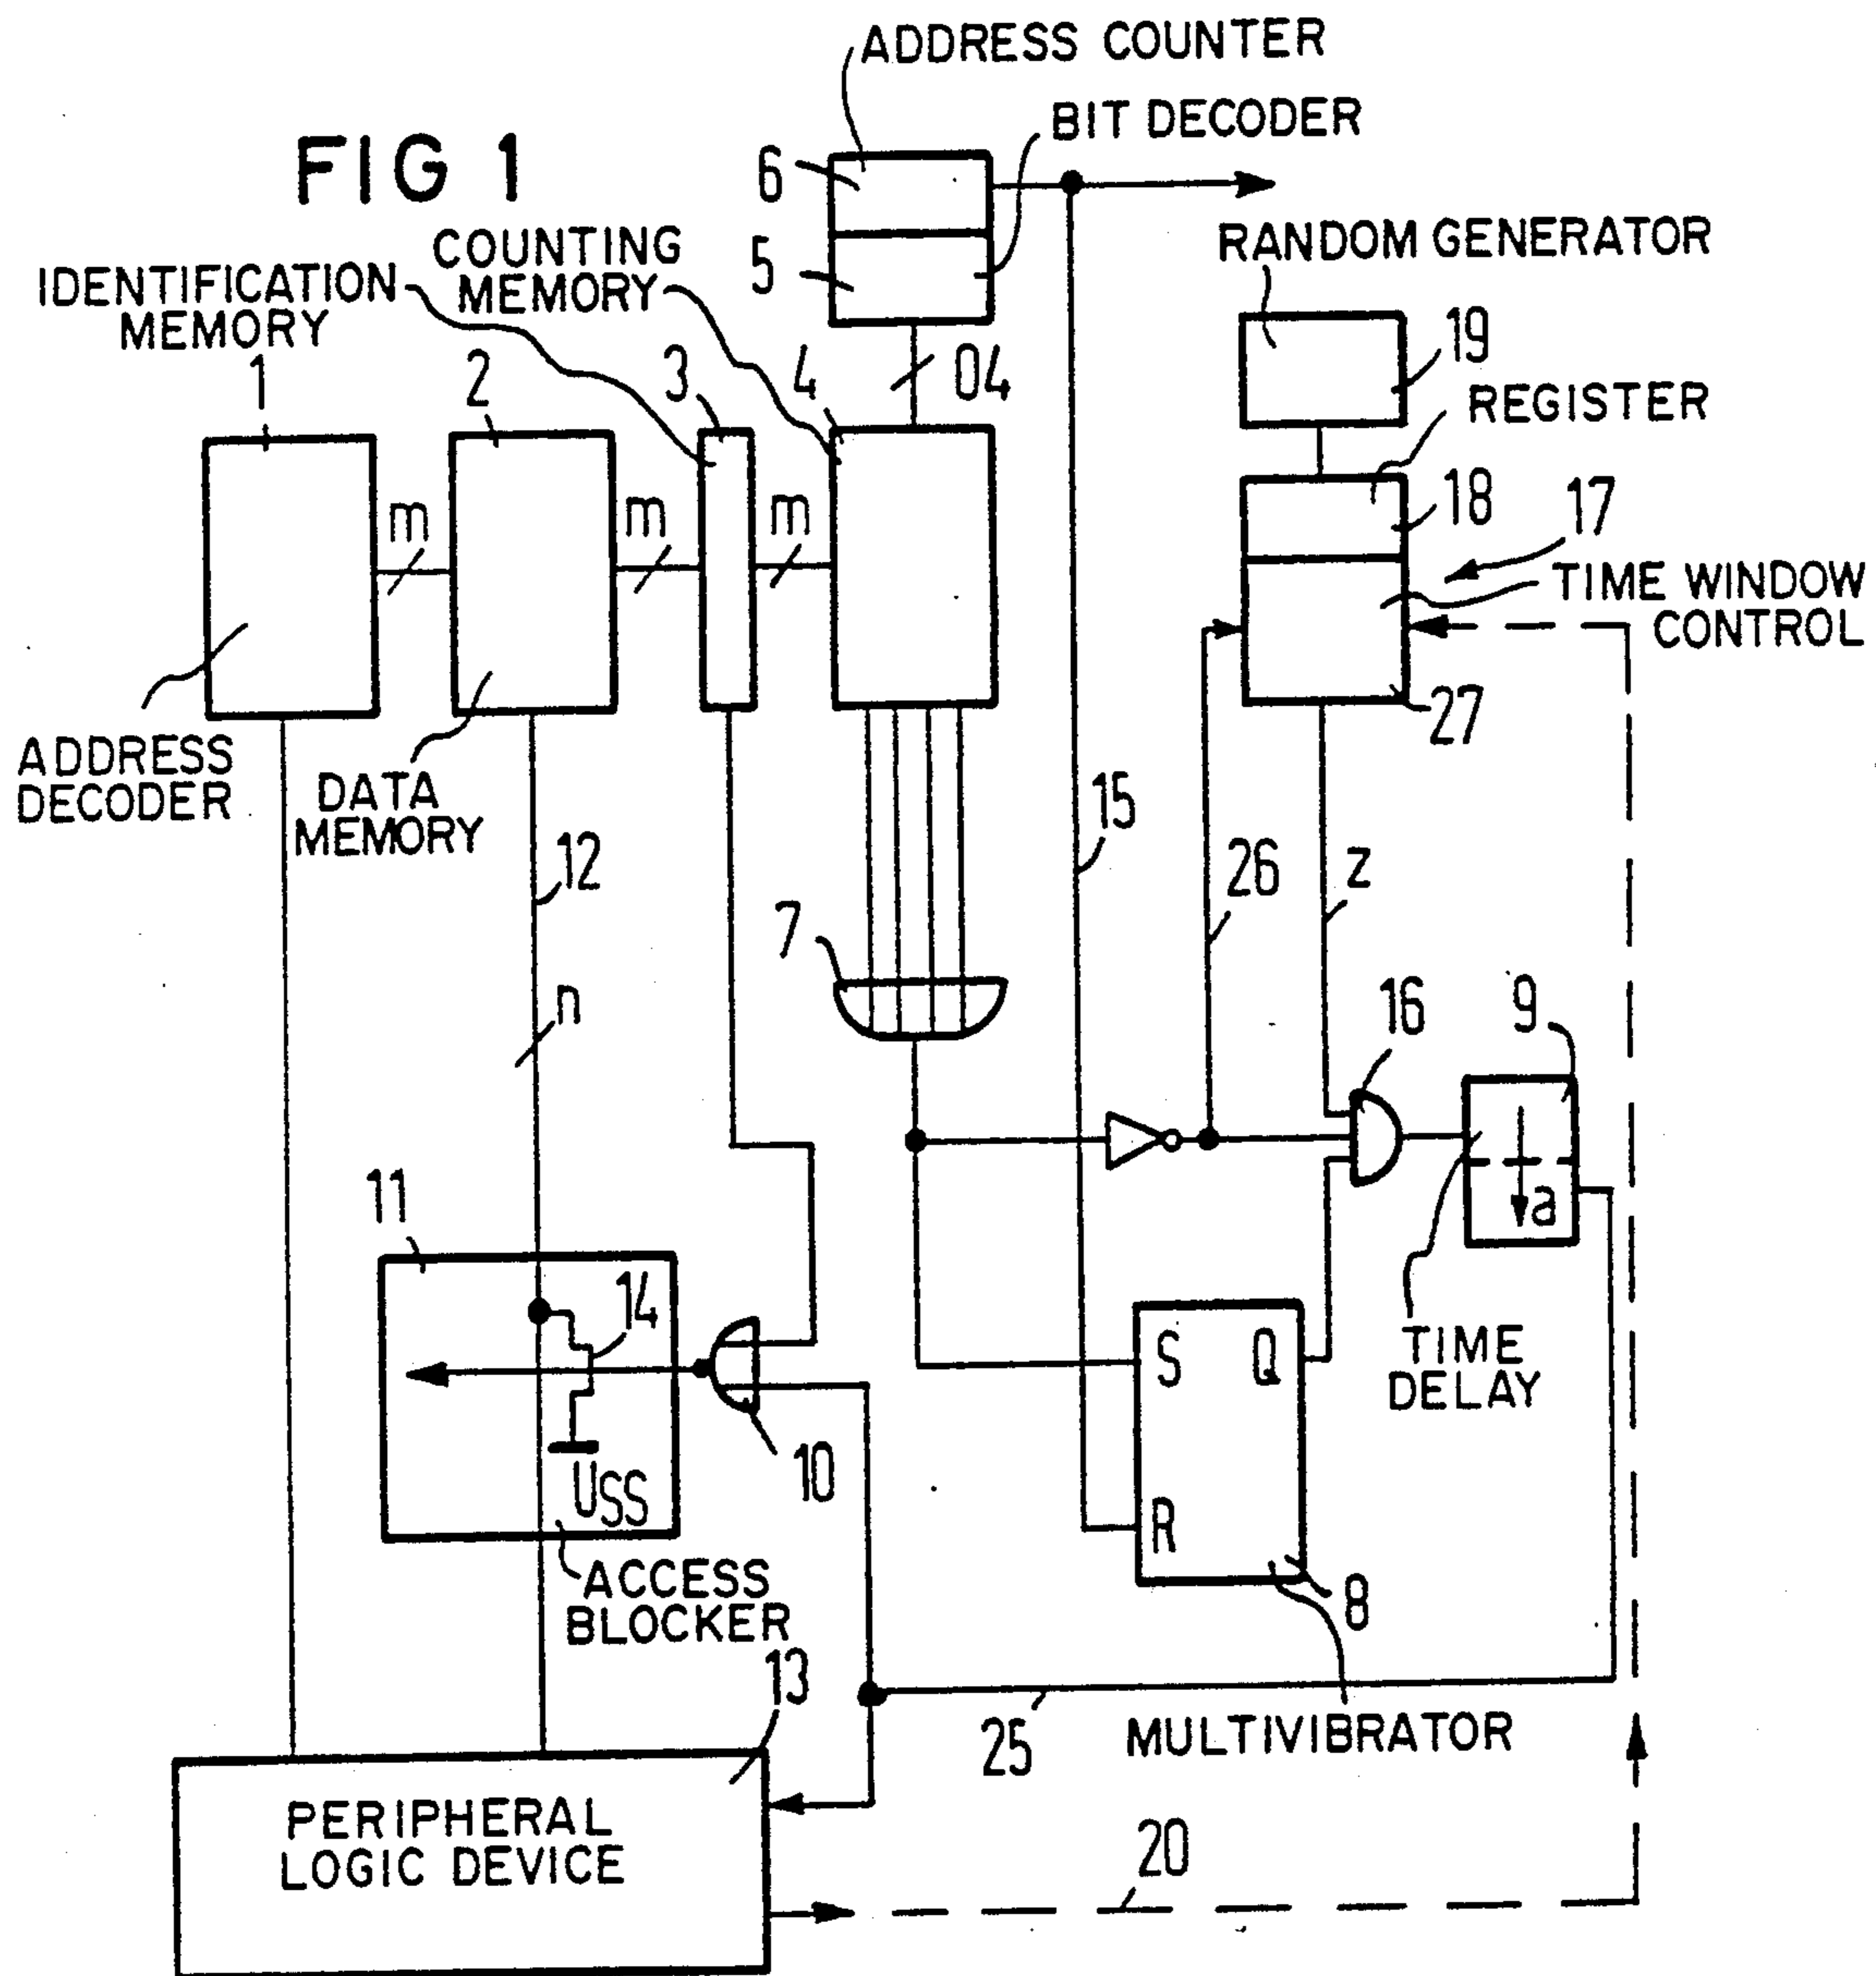 FIG 1
ADDRESS COUNTER
BIT DECODER
6
5
COUNTING
MEMORY
IDENTIFICATION
MEMORY
RANDOM GENERATOR
19
REGISTER
18
17
TIME WINDOW
CONTROL
27
1
2
3
4
04
m
m
m
ADDRESS
DECODER
DATA
MEMORY
12
15
26
z
7
n
16
9
a
11
14
USS
10
S
Q
R
TIME
DELAY
ACCESS
BLOCKER
8
13
25
MULTIVIBRATOR
PERIPHERAL
LOGIC DEVICE
20